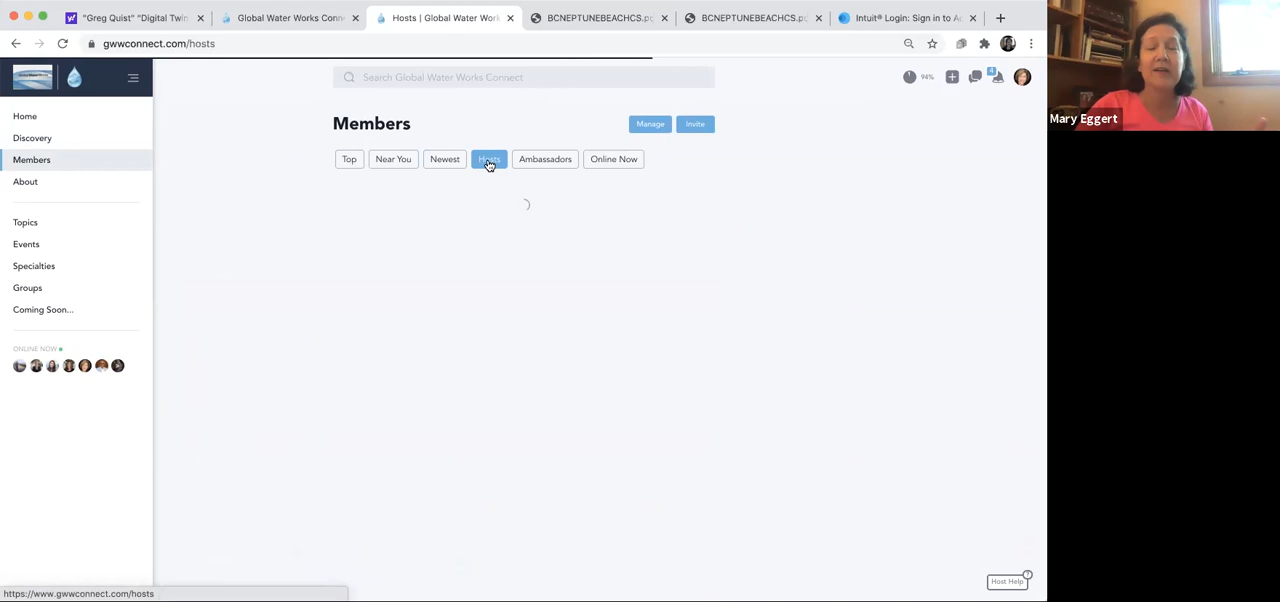 "Greg Quist" "Digital Twin
Global Water Works Conn
Hosts | Global Water Work
BCNEPTUNEBEACHCS.pd
BCNEPTUNEBEACHCS.pd
Intuit® Login: Sign in to Ac
gwwconnect.com/hosts
Search Global Water Works Connect
94%
4
Home
Discovery
Members
About
Topics
Events
Specialties
Groups
Coming Soon...
ONLINE NOW
Members
Manage
Invite
Top
Near You
Newest
Hosts
Ambassadors
Online Now
Host Help
?
https://www.gwwconnect.com/hosts
Mary Eggert